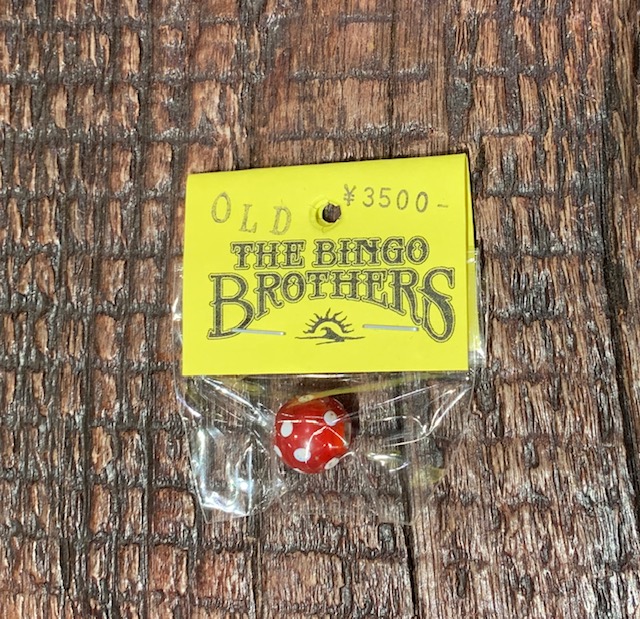 OLD
¥3500-
THE BINGO
BROTHERS